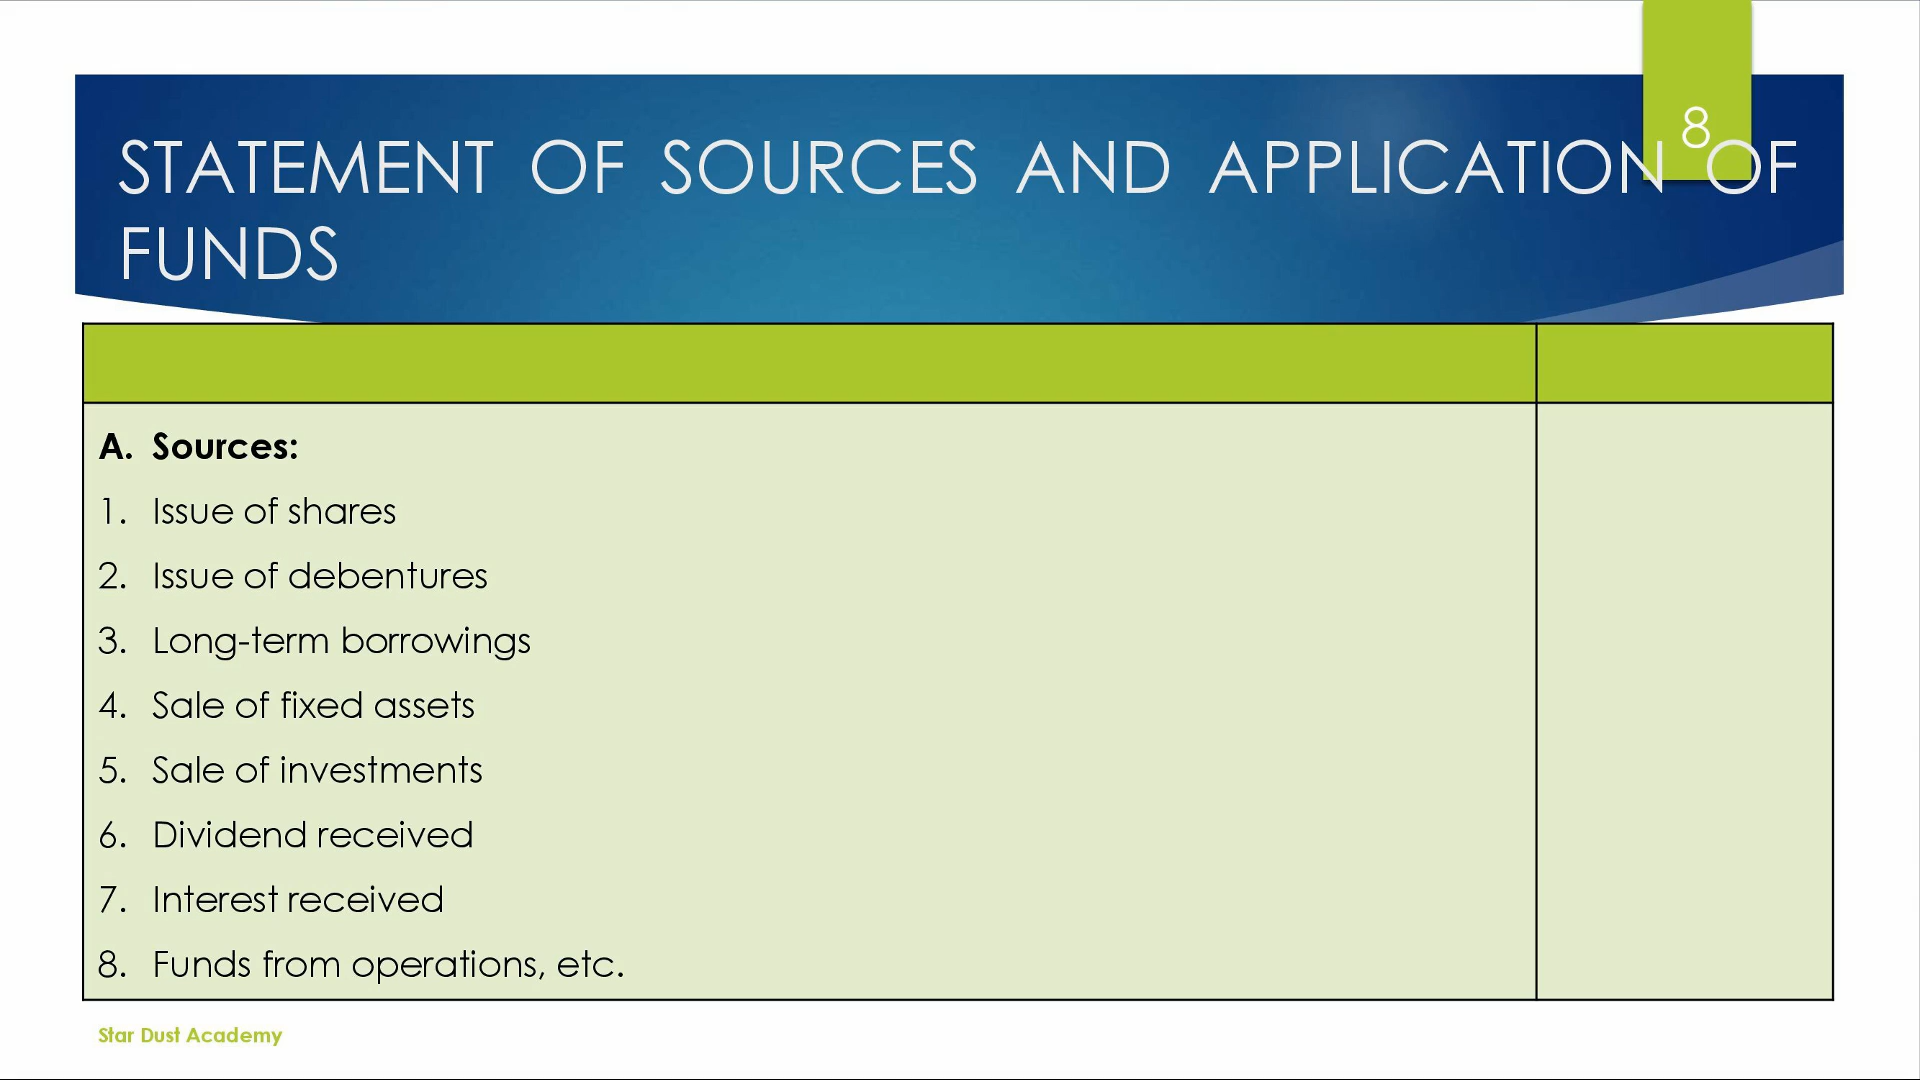 8
STATEMENT OF SOURCES AND APPLICATION OF
FUNDS
A. Sources:
1. Issue of shares
2. Issue of debentures
3. Long-term borrowings
4. Sale of fixed assets
5. Sale of investments
6. Dividend received
7. Interest received
8. Funds from operations, etc.
Star Dust Academy